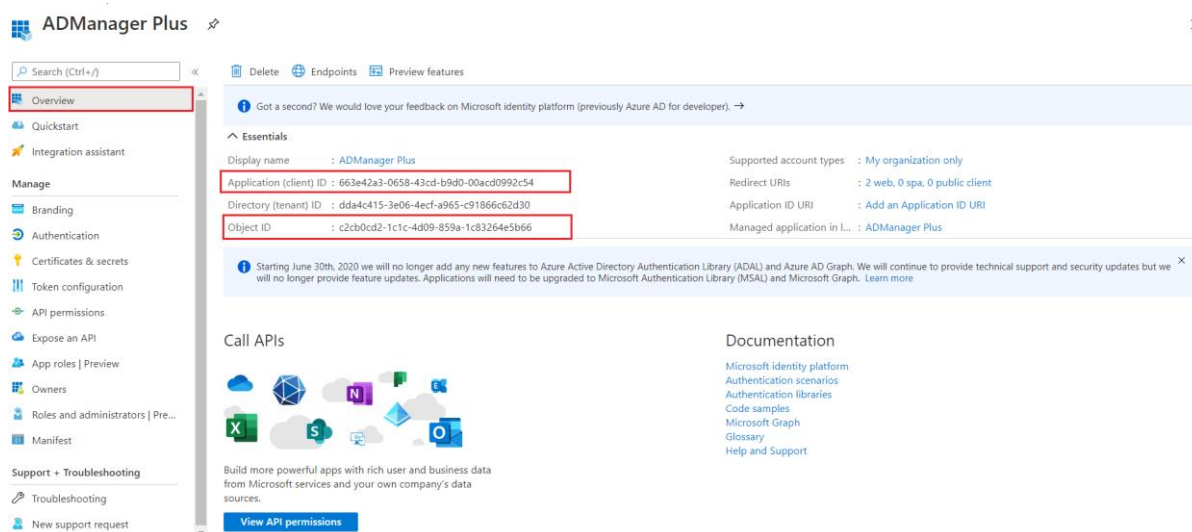 ADManager Plus
Search (Ctrl+/)
«
Overview
Quickstart
Integration assistant
Manage
Branding
Authentication
Certificates & secrets
Token configuration
API permissions
Expose an API
App roles | Preview
Owners
Roles and administrators | Pre...
Manifest
Support + Troubleshooting
Troubleshooting
New support request
Delete Endpoints Preview features
Got a second? We would love your feedback on Microsoft identity platform (previously Azure AD for developer). →
Essentials
Display name : ADManager Plus
Application (client) ID : 663e42a3-0658-43cd-b9d0-00acd0992c54
Directory (tenant) ID : dda4c415-3e06-4ecf-a965-c91866c62d30
Object ID : c2cb0cd2-1c1c-4d09-859a-1c83264e5b66
Supported account types : My organization only
Redirect URIs : 2 web, 0 spa, 0 public client
Application ID URI : Add an Application ID URI
Managed application in l... : ADManager Plus
Starting June 30th, 2020 we will no longer add any new features to Azure Active Directory Authentication Library (ADAL) and Azure AD Graph. We will continue to provide technical support and security updates but we
will no longer provide feature updates. Applications will need to be upgraded to Microsoft Authentication Library (MSAL) and Microsoft Graph. Learn more
Call APIs
N
E
X
S
O
Build more powerful apps with rich user and business data
from Microsoft services and your own company's data
sources.
View API permissions
Documentation
Microsoft identity platform
Authentication scenarios
Authentication libraries
Code samples
Microsoft Graph
Glossary
Help and Support